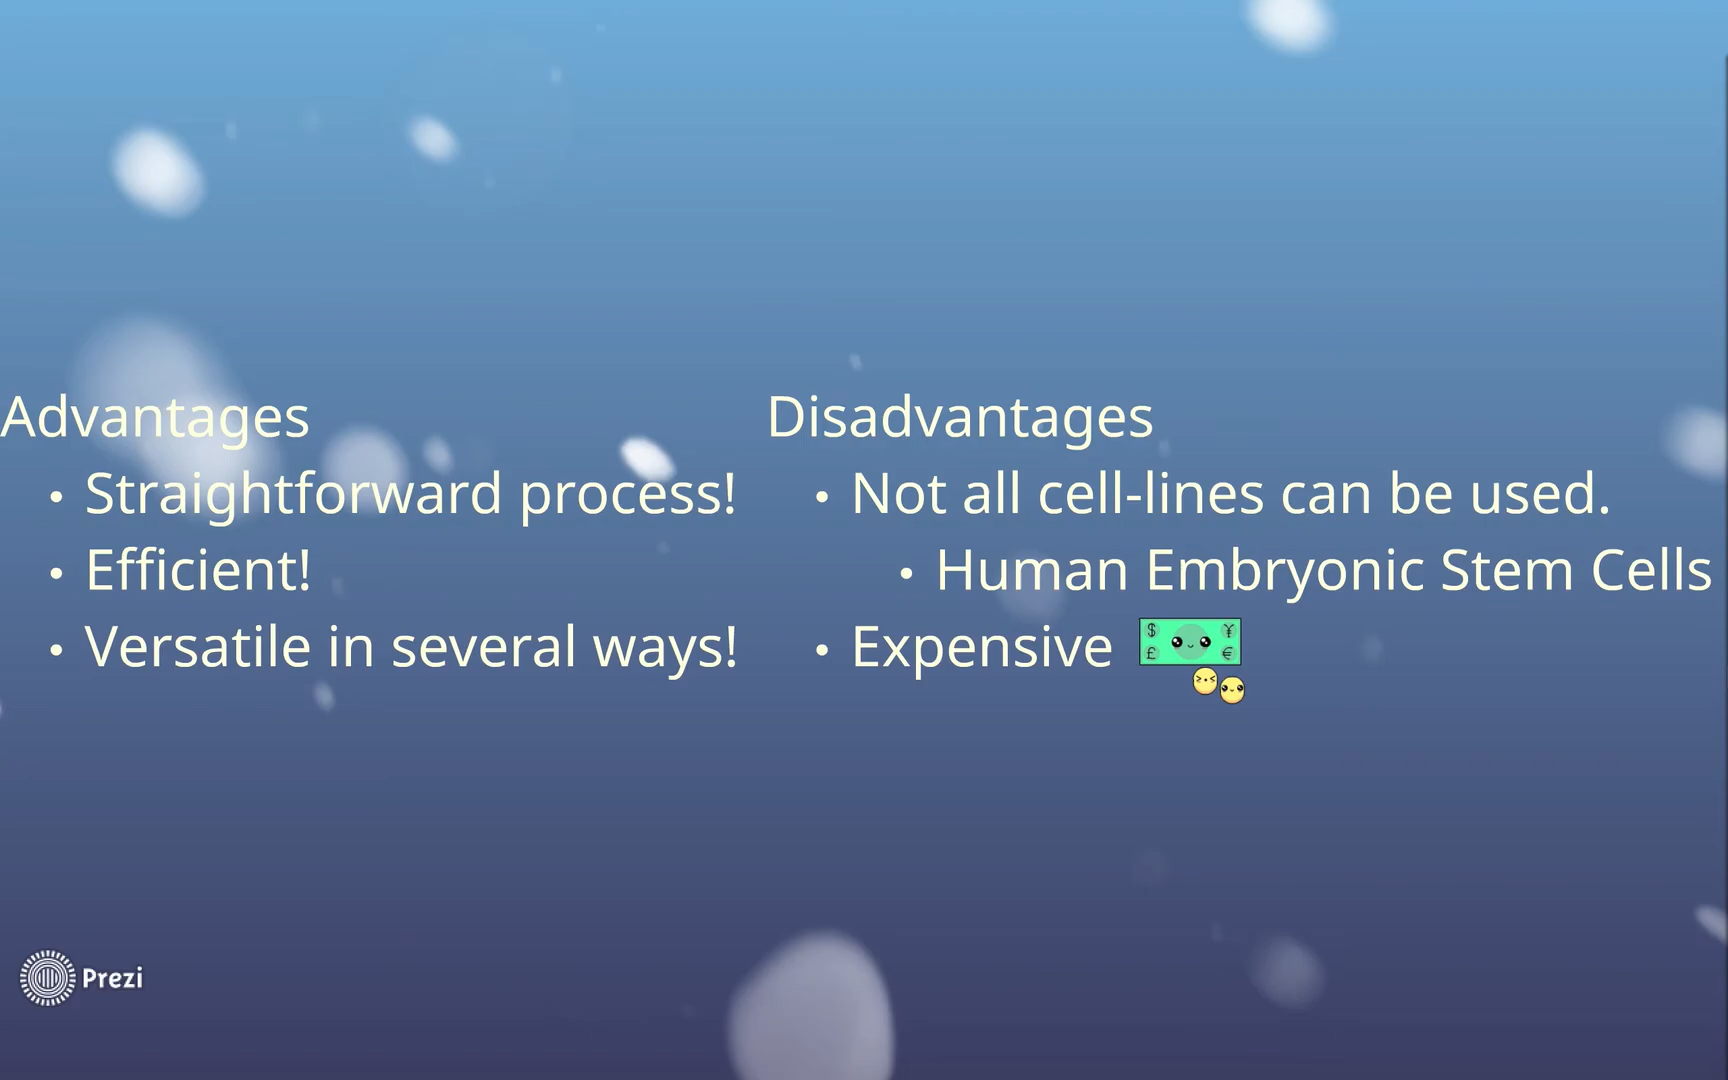 Advantages
• Straightforward process!
• Efficient!
• Versatile in several ways!
Disadvantages
• Not all cell-lines can be used.
• Human Embryonic Stem Cells
• Expensive
$ ¥
£ €
Prezi